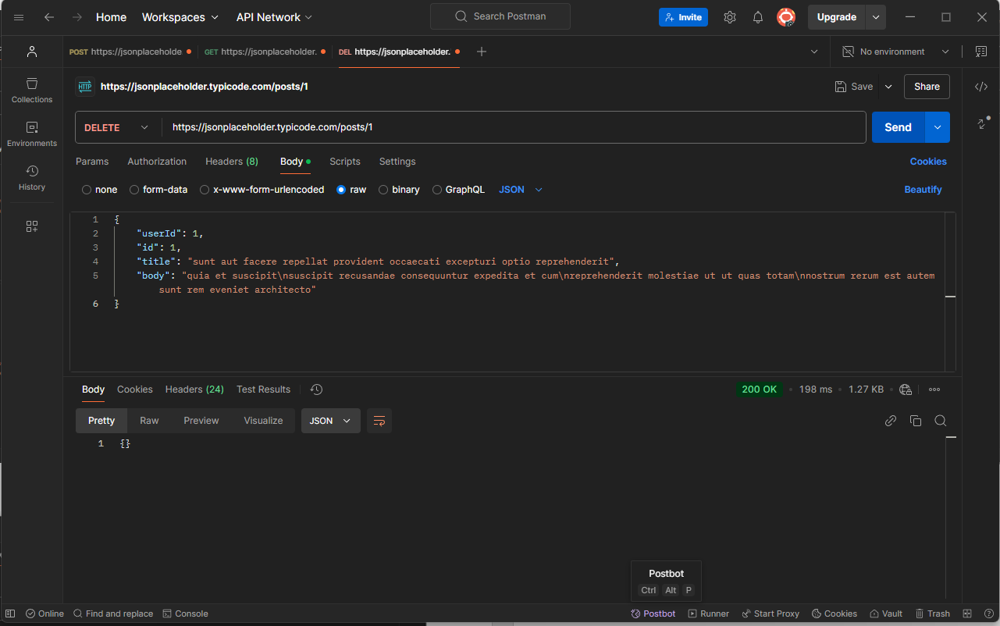 Home Workspaces API Network Search Postman Invite Upgrade
POST https://jsonplaceholde GET https://jsonplaceholder. DEL https://jsonplaceholder. No environment
HTTP https://jsonplaceholder.typicode.com/posts/1 Save Share
Collections
Environments
History
DELETE https://jsonplaceholder.typicode.com/posts/1 Send
Params Authorization Headers (8) Body Scripts Settings Cookies
none form-data x-www-form-urlencoded raw binary GraphQL JSON Beautify
1 {
2 "userId": 1,
3 "id": 1,
4 "title": "sunt aut facere repellat provident occaecati excepturi optio reprehenderit",
5 "body": "quia et suscipit\nsuscipit recusandae consequuntur expedita et cum\nreprehenderit molestiae ut ut quas totam\nnostrum rerum est autem
sunt rem eveniet architecto"
6 }
Body Cookies Headers (24) Test Results 200 OK 198 ms 1.27 KB
Pretty Raw Preview Visualize JSON
1 {}
Postbot
Ctrl Alt P
Online Find and replace Console Postbot Runner Start Proxy Cookies Vault Trash